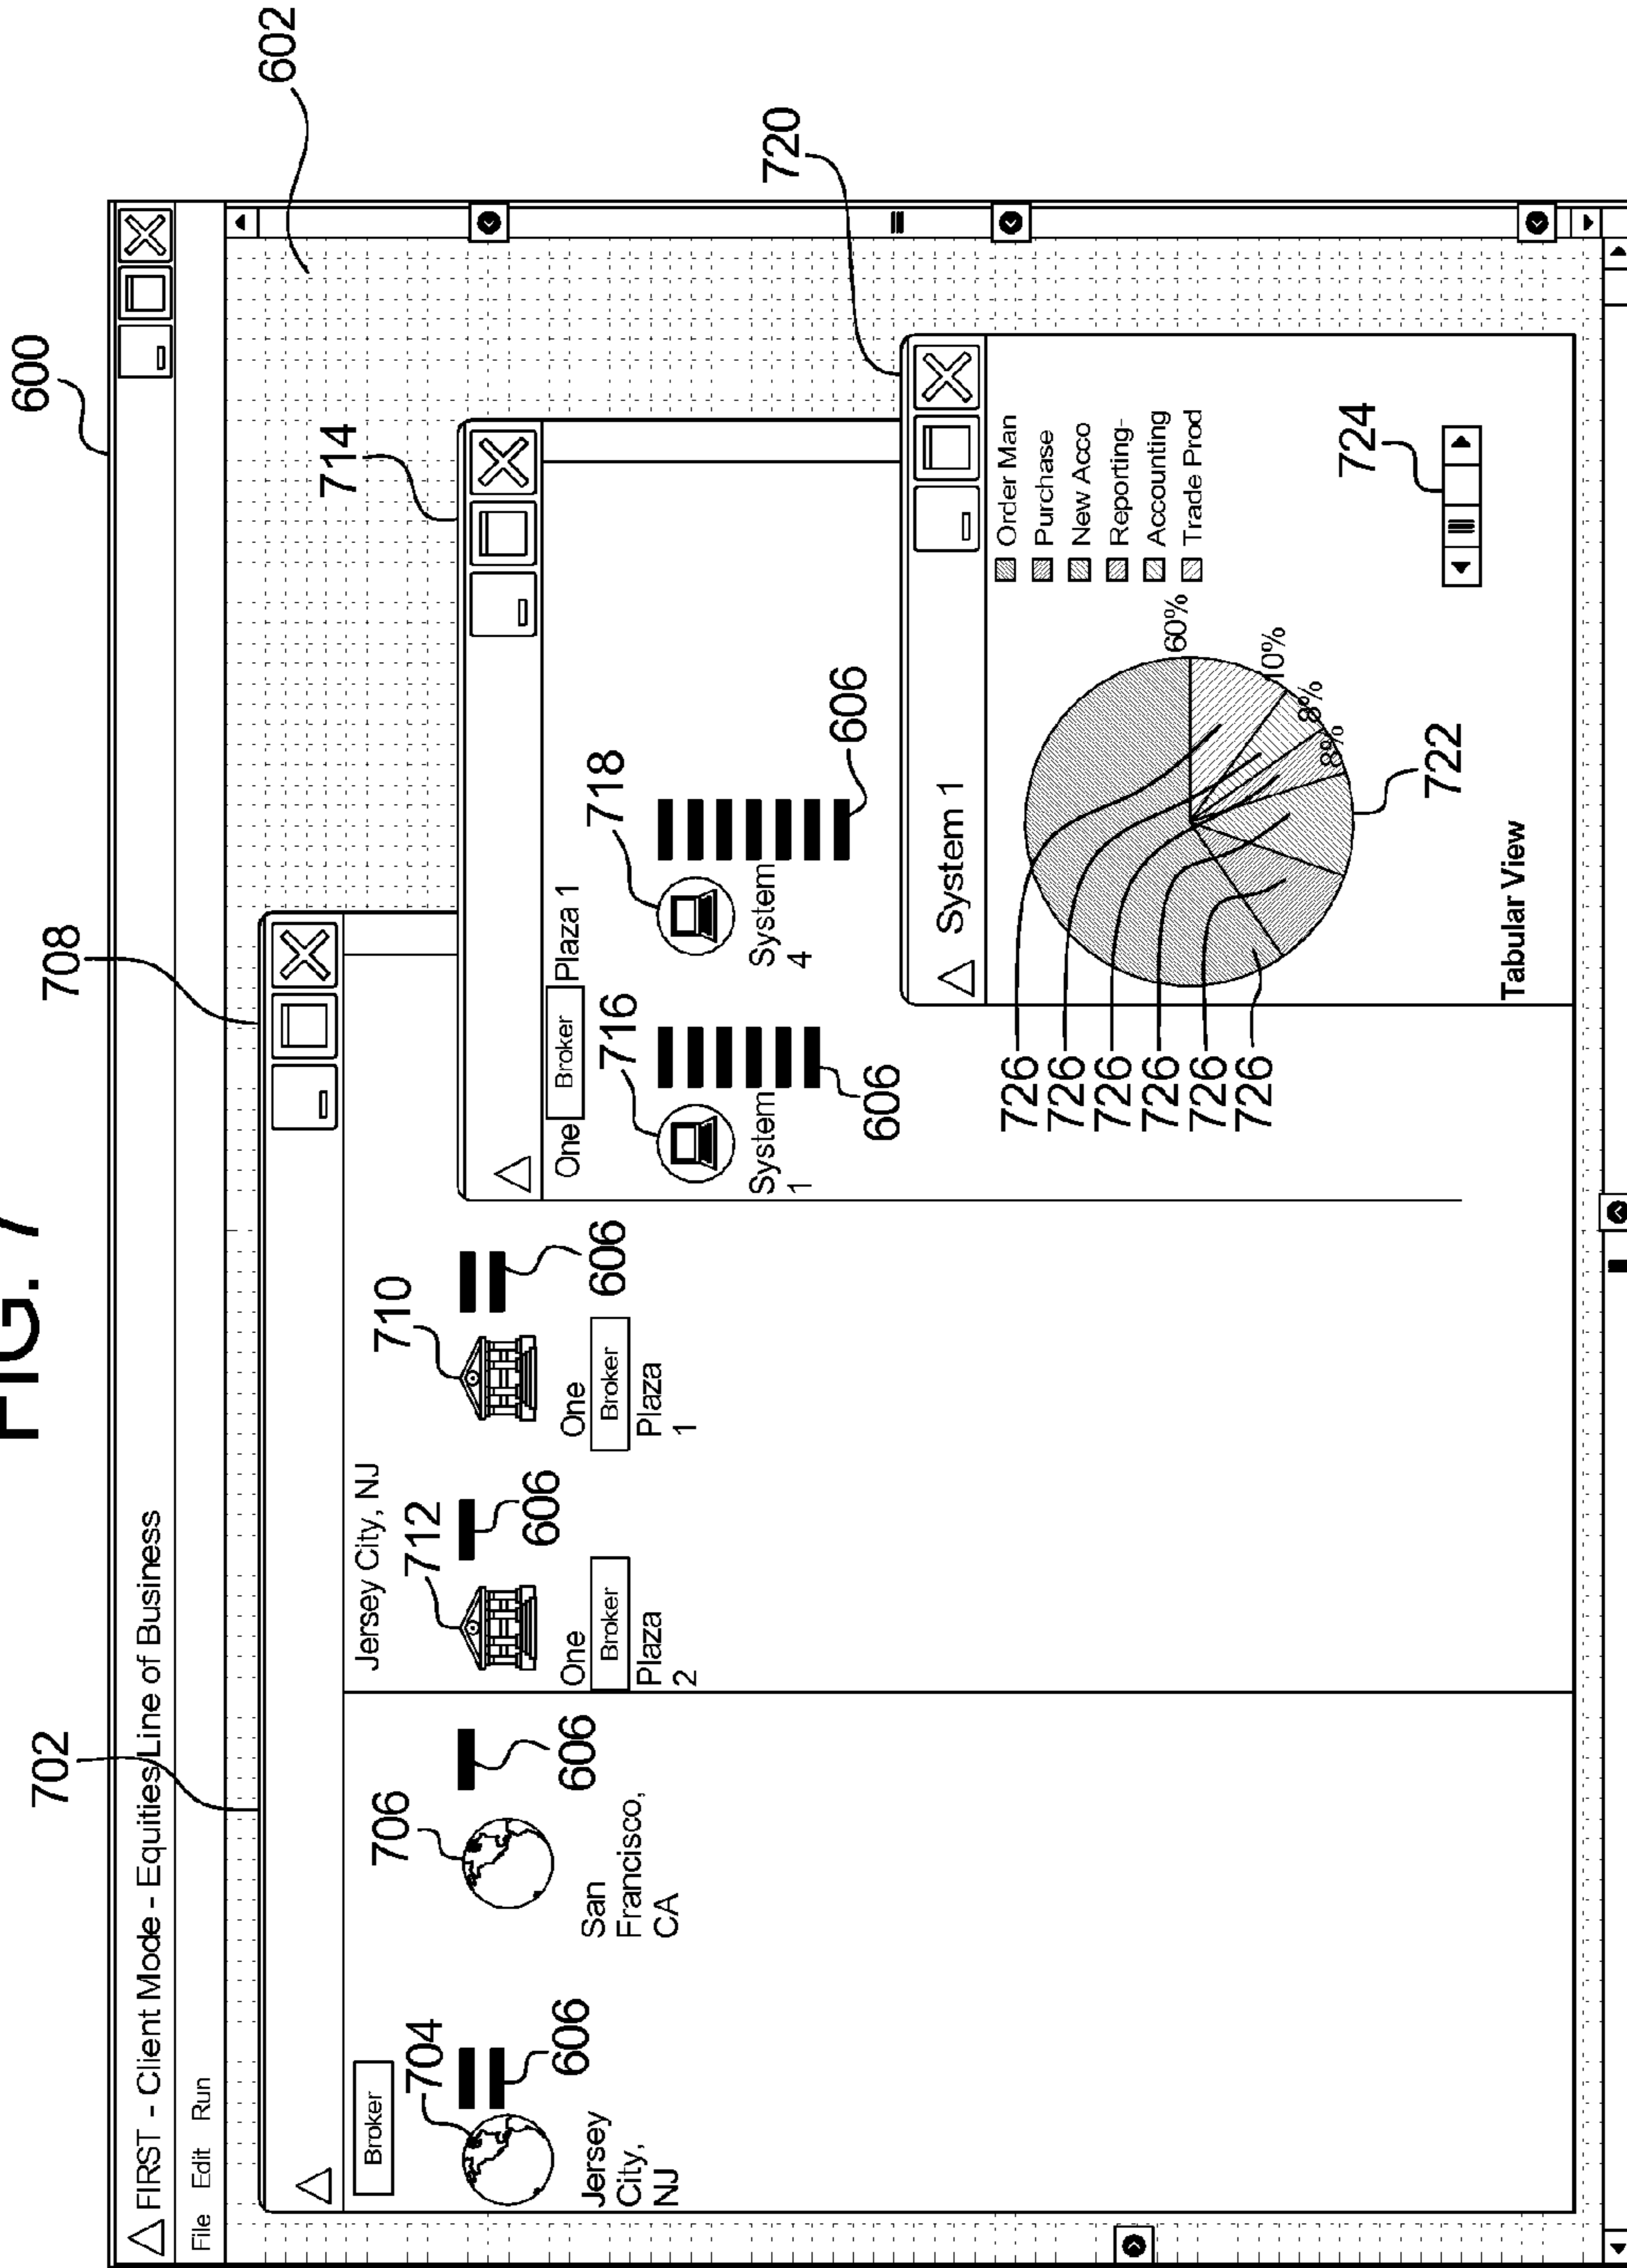 FIG. 7
600
602
FIRST - Client Mode - Equities Line of Business
File Edit Run
702
708
714
720
Broker
704
606
Jersey
City,
NJ
706
606
San
Francisco,
CA
Jersey City, NJ
712
606
One
Broker
Plaza
2
710
606
One
Broker
Plaza
1
One Broker Plaza 1
716
606
System
1
718
606
System
4
System 1
Order Man
Purchase
New Acco
Reporting-
Accounting
Trade Prod
60%
10%
8%
8%
726
726
726
726
726
726
722
724
Tabular View